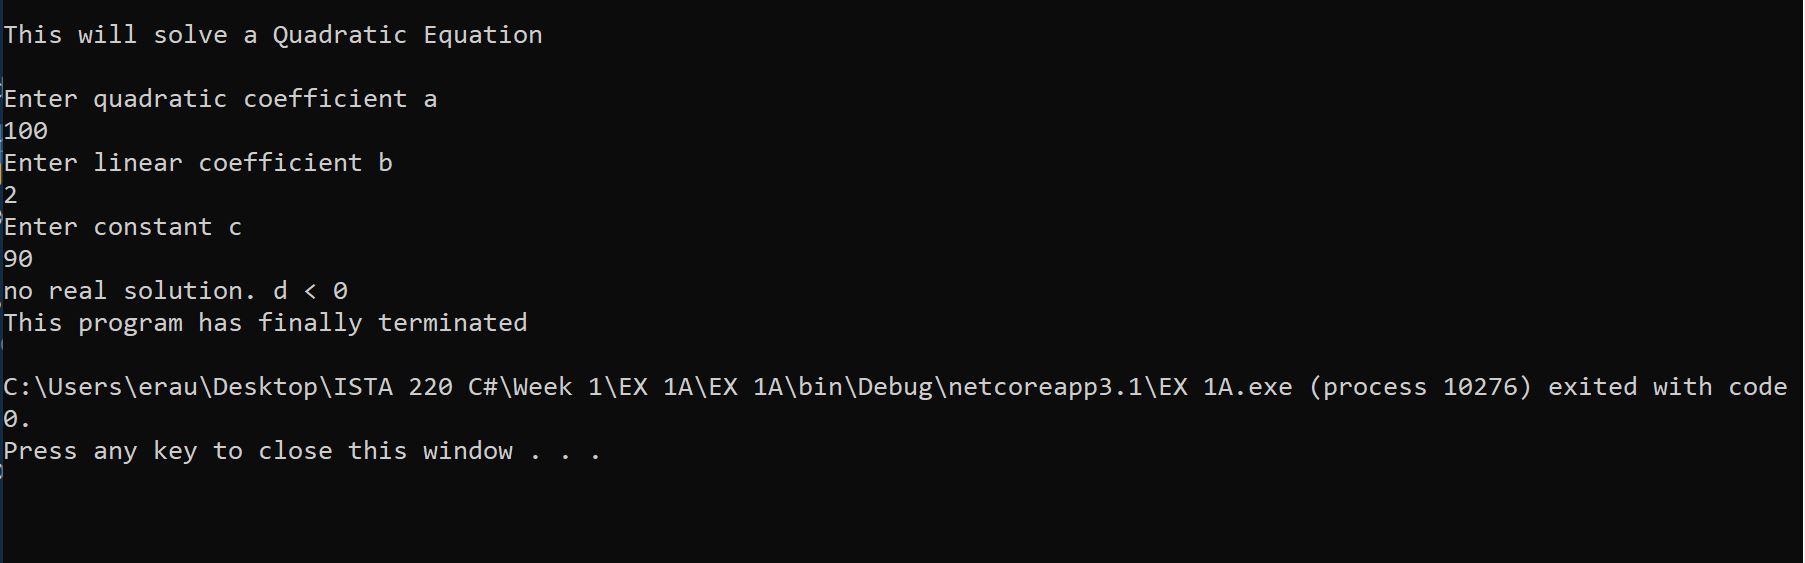 This will solve a Quadratic Equation
Enter quadratic coefficient a
100
Enter linear coefficient b
2
Enter constant c
90
no real solution. d < 0
This program has finally terminated
C:\Users\erau\Desktop\ISTA 220 C#\Week 1\EX 1A\EX 1A\bin\Debug\netcoreapp3.1\EX 1A.exe (process 10276) exited with code
0.
Press any key to close this window . . .